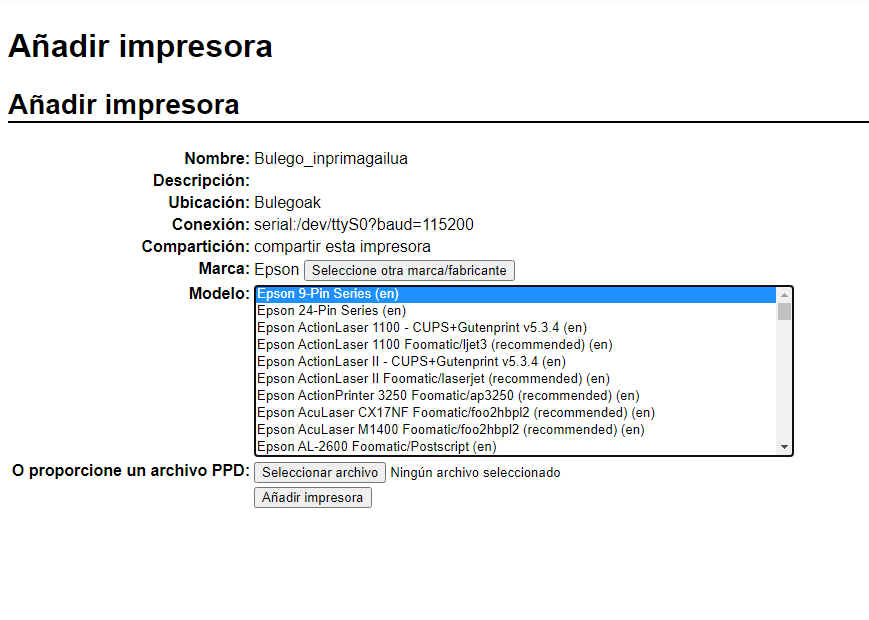 Añadir impresora
Añadir impresora
Nombre: Bulego_inprimagailua
Descripción:
Ubicación: Bulegoak
Conexión: serial:/dev/ttyS0?baud=115200
Compartición: compartir esta impresora
Marca: Epson Seleccione otra marca/fabricante
Modelo: Epson 9-Pin Series (en)
Epson 24-Pin Series (en)
Epson ActionLaser 1100 - CUPS+Gutenprint v5.3.4 (en)
Epson ActionLaser 1100 Foomatic/ljet3 (recommended) (en)
Epson ActionLaser II - CUPS+Gutenprint v5.3.4 (en)
Epson ActionLaser II Foomatic/laserjet (recommended) (en)
Epson ActionPrinter 3250 Foomatic/ap3250 (recommended) (en)
Epson AcuLaser CX17NF Foomatic/foo2hbpl2 (recommended) (en)
Epson AcuLaser M1400 Foomatic/foo2hbpl2 (recommended) (en)
Epson AL-2600 Foomatic/Postscript (en)
O proporcione un archivo PPD: Seleccionar archivo Ningún archivo seleccionado
Añadir impresora